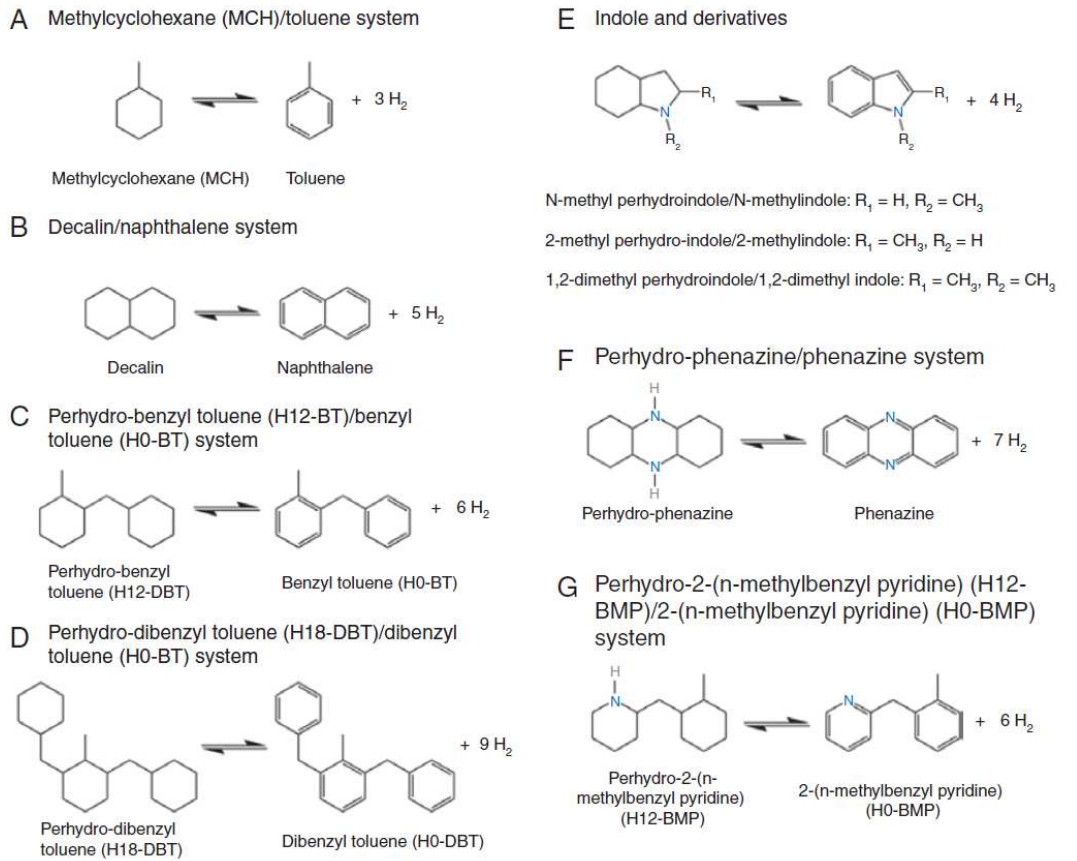 A Methylcyclohexane (MCH)/toluene system
+ 3 H2
Methylcyclohexane (MCH) Toluene
B Decalin/naphthalene system
+ 5 H2
Decalin Naphthalene
C Perhydro-benzyl toluene (H12-BT)/benzyl
toluene (H0-BT) system
+ 6 H2
Perhydro-benzyl
toluene (H12-DBT)
Benzyl toluene (H0-BT)
D Perhydro-dibenzyl toluene (H18-DBT)/dibenzyl
toluene (H0-BT) system
+ 9 H2
Perhydro-dibenzyl
toluene (H18-DBT)
Dibenzyl toluene (H0-DBT)
E Indole and derivatives
R1 R1 + 4 H2
N N
R2 R2
N-methyl perhydroindole/N-methylindole: R1 = H, R2 = CH3
2-methyl perhydro-indole/2-methylindole: R1 = CH3, R2 = H
1,2-dimethyl perhydroindole/1,2-dimethyl indole: R1 = CH3, R2 = CH3
F Perhydro-phenazine/phenazine system
H
N N
+ 7 H2
N N
H
Perhydro-phenazine Phenazine
G Perhydro-2-(n-methylbenzyl pyridine) (H12-
BMP)/2-(n-methylbenzyl pyridine) (H0-BMP)
system
H
N N
+ 6 H2
Perhydro-2-(n-
methylbenzyl pyridine)
(H12-BMP)
2-(n-methylbenzyl pyridine)
(H0-BMP)